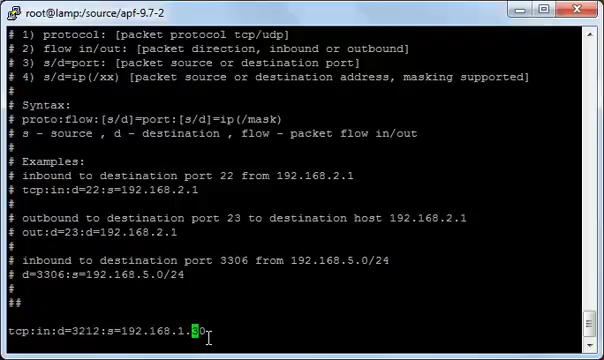 root@lamp:/source/apf-9.7-2
# 1) protocol: [packet protocol tcp/udp]
# 2) flow in/out: [packet direction, inbound or outbound]
# 3) s/d=port: [packet source or destination port]
# 4) s/d=ip(/xx) [packet source or destination address, masking supported]
#
# Syntax:
# proto:flow:[s/d]=port:[s/d]=ip(/mask)
# s - source , d - destination , flow - packet flow in/out
#
# Examples:
# inbound to destination port 22 from 192.168.2.1
# tcp:in:d=22:s=192.168.2.1
#
# outbound to destination port 23 to destination host 192.168.2.1
# out:d=23:d=192.168.2.1
#
# inbound to destination port 3306 from 192.168.5.0/24
# d=3306:s=192.168.5.0/24
#
##
tcp:in:d=3212:s=192.168.1.30